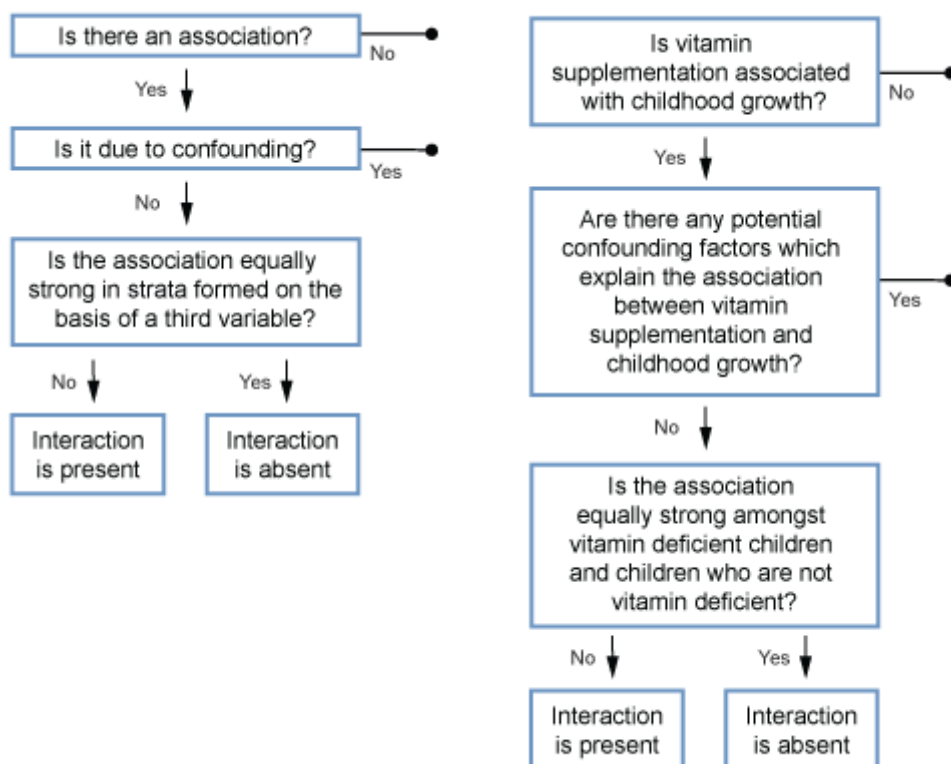 Is there an association?
No
Yes
Is it due to confounding?
Yes
No
Is the association equally
strong in strata formed on the
basis of a third variable?
No
Yes
Interaction
is present
Interaction
is absent
Is vitamin
supplementation associated
with childhood growth?
No
Yes
Are there any potential
confounding factors which
explain the association
between vitamin
supplementation and
childhood growth?
Yes
No
Is the association
equally strong amongst
vitamin deficient children
and children who are not
vitamin deficient?
No
Yes
Interaction
is present
Interaction
is absent